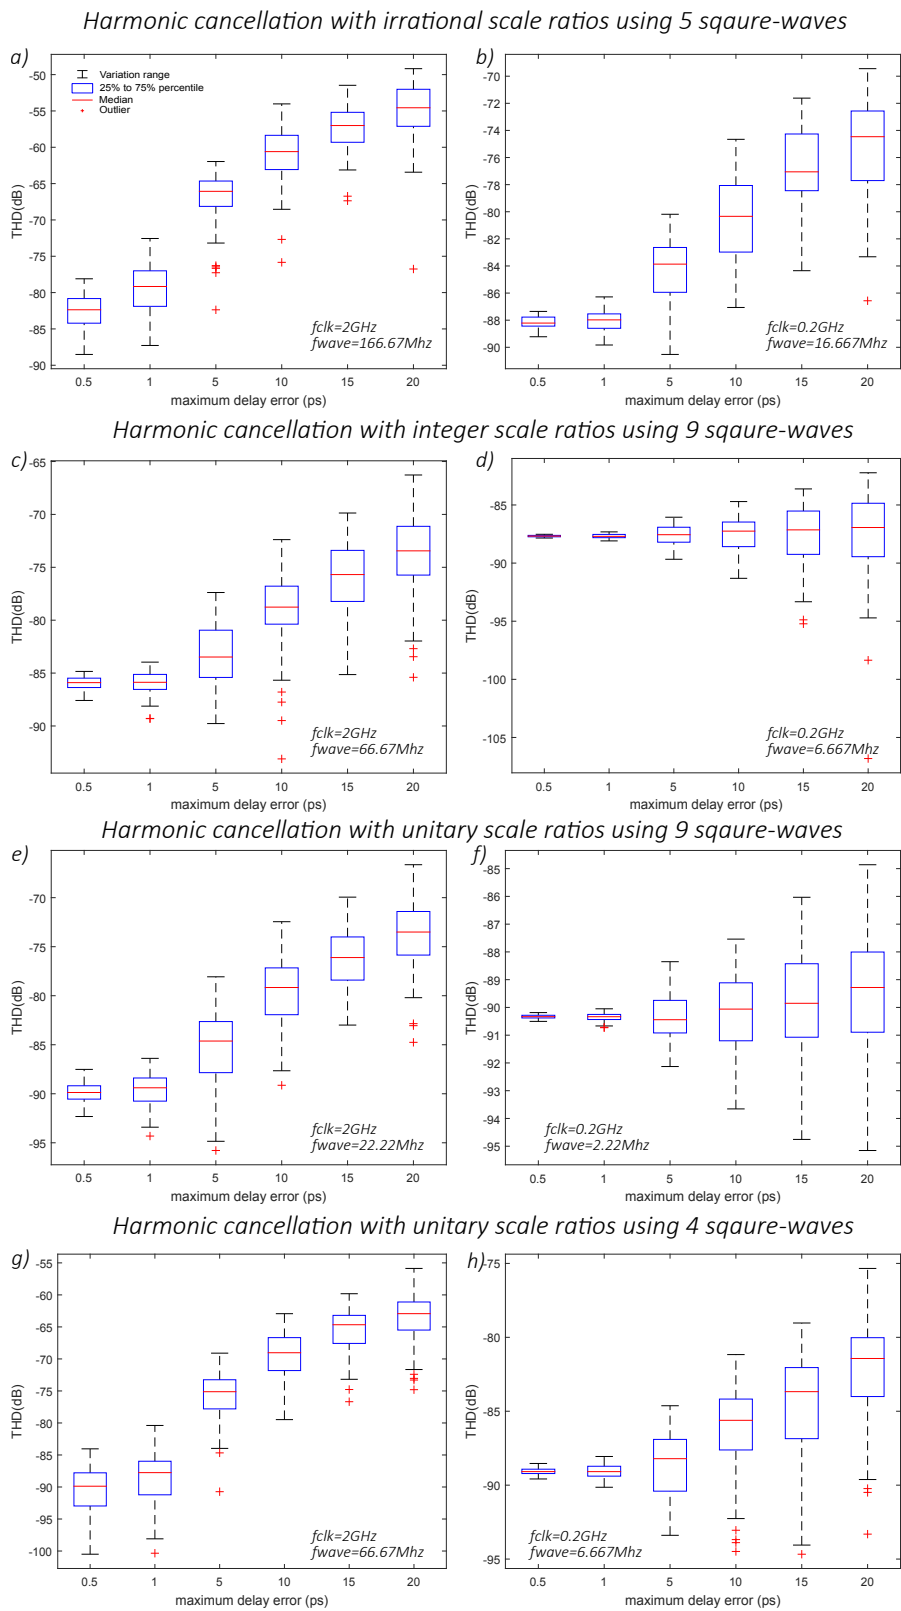 Harmonic cancellation with irrational scale ratios using 5 sqaure-waves
a)
Variation range
25% to 75% percentile
Median
Outlier
-50
-55
-60
-65
-70
-75
-80
-85
-90
THD(dB)
fclk=2GHz
fwave=166.67Mhz
0.5 1 5 10 15 20
maximum delay error (ps)
b)
-70
-72
-74
-76
-78
-80
-82
-84
-86
-88
-90
THD(dB)
fclk=0.2GHz
fwave=16.667Mhz
0.5 1 5 10 15 20
maximum delay error (ps)
Harmonic cancellation with integer scale ratios using 9 sqaure-waves
c)
-65
-70
-75
-80
-85
-90
THD(dB)
fclk=2GHz
fwave=66.67Mhz
0.5 1 5 10 15 20
maximum delay error (ps)
d)
-85
-90
-95
-100
-105
THD(dB)
fclk=0.2GHz
fwave=6.667Mhz
0.5 1 5 10 15 20
maximum delay error (ps)
Harmonic cancellation with unitary scale ratios using 9 sqaure-waves
e)
-70
-75
-80
-85
-90
-95
THD(dB)
fclk=2GHz
fwave=22.22Mhz
0.5 1 5 10 15 20
maximum delay error (ps)
f)
-85
-86
-87
-88
-89
-90
-91
-92
-93
-94
-95
THD(dB)
fclk=0.2GHz
fwave=2.22Mhz
0.5 1 5 10 15 20
maximum delay error (ps)
Harmonic cancellation with unitary scale ratios using 4 sqaure-waves
g)
-55
-60
-65
-70
-75
-80
-85
-90
-95
-100
THD(dB)
fclk=2GHz
fwave=66.67Mhz
0.5 1 5 10 15 20
maximum delay error (ps)
h)
-75
-80
-85
-90
-95
THD(dB)
fclk=0.2GHz
fwave=6.667Mhz
0.5 1 5 10 15 20
maximum delay error (ps)